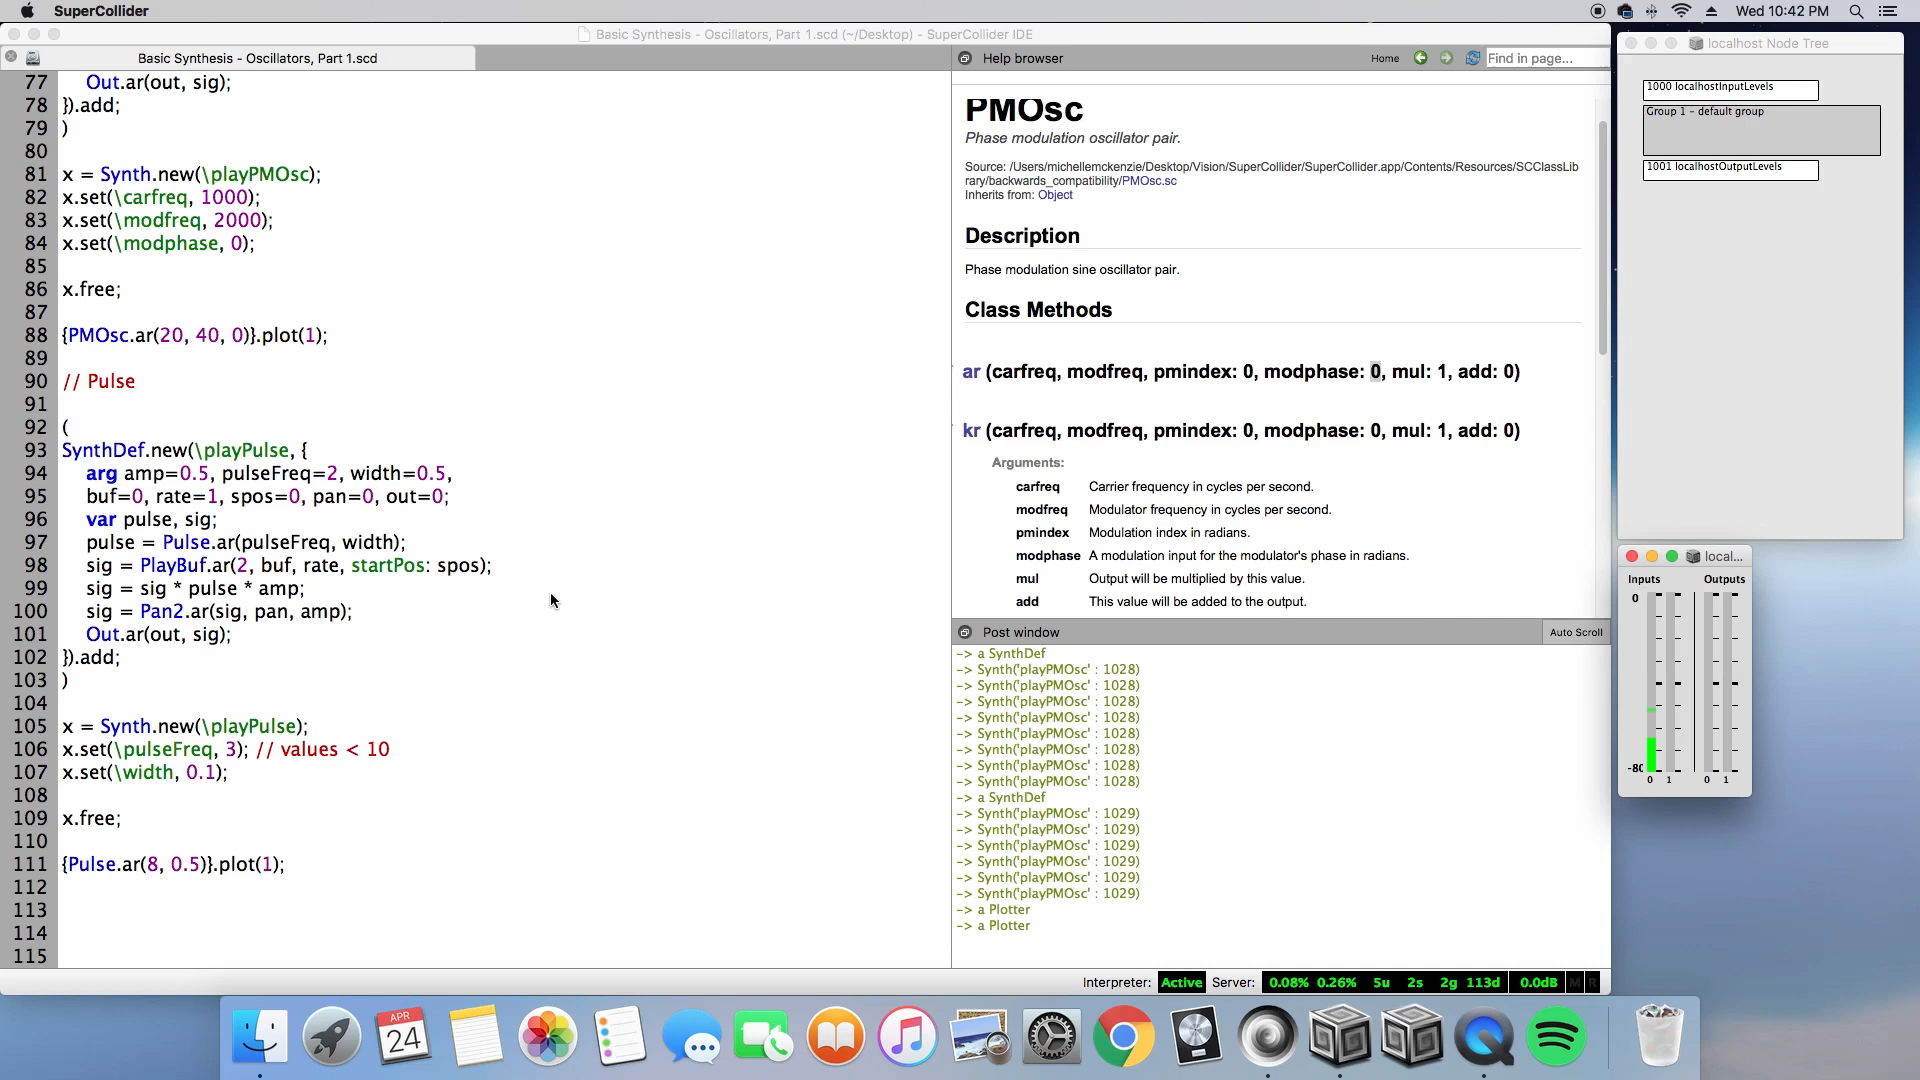 SuperCollider
Wed 10:42 PM
Basic Synthesis - Oscillators, Part 1.scd (~/Desktop) - SuperCollider IDE
Basic Synthesis - Oscillators, Part 1.scd
77 Out.ar(out, sig);
78 }).add;
79 )
80
81 x = Synth.new(\playPMOsc);
82 x.set(\carfreq, 1000);
83 x.set(\modfreq, 2000);
84 x.set(\modphase, 0);
85
86 x.free;
87
88 {PMOsc.ar(20, 40, 0)}.plot(1);
89
90 // Pulse
91
92 (
93 SynthDef.new(\playPulse, {
94 arg amp=0.5, pulseFreq=2, width=0.5,
95 buf=0, rate=1, spos=0, pan=0, out=0;
96 var pulse, sig;
97 pulse = Pulse.ar(pulseFreq, width);
98 sig = PlayBuf.ar(2, buf, rate, startPos: spos);
99 sig = sig * pulse * amp;
100 sig = Pan2.ar(sig, pan, amp);
101 Out.ar(out, sig);
102 }).add;
103 )
104
105 x = Synth.new(\playPulse);
106 x.set(\pulseFreq, 3); // values < 10
107 x.set(\width, 0.1);
108
109 x.free;
110
111 {Pulse.ar(8, 0.5)}.plot(1);
112
113
114
115
Help browser
Home
Find in page...
PMOsc
Phase modulation oscillator pair.
Source: /Users/michellemckenzie/Desktop/Vision/SuperCollider/SuperCollider.app/Contents/Resources/SCClassLib
rary/backwards_compatibility/PMOsc.sc
Inherits from: Object
Description
Phase modulation sine oscillator pair.
Class Methods
ar (carfreq, modfreq, pmindex: 0, modphase: 0, mul: 1, add: 0)
kr (carfreq, modfreq, pmindex: 0, modphase: 0, mul: 1, add: 0)
Arguments:
carfreq Carrier frequency in cycles per second.
modfreq Modulator frequency in cycles per second.
pmindex Modulation index in radians.
modphase A modulation input for the modulator's phase in radians.
mul Output will be multiplied by this value.
add This value will be added to the output.
Post window
Auto Scroll
-> a SynthDef
-> Synth('playPMOsc' : 1028)
-> Synth('playPMOsc' : 1028)
-> Synth('playPMOsc' : 1028)
-> Synth('playPMOsc' : 1028)
-> Synth('playPMOsc' : 1028)
-> Synth('playPMOsc' : 1028)
-> Synth('playPMOsc' : 1028)
-> Synth('playPMOsc' : 1028)
-> a SynthDef
-> Synth('playPMOsc' : 1029)
-> Synth('playPMOsc' : 1029)
-> Synth('playPMOsc' : 1029)
-> Synth('playPMOsc' : 1029)
-> Synth('playPMOsc' : 1029)
-> Synth('playPMOsc' : 1029)
-> a Plotter
-> a Plotter
Interpreter: Active Server: 0.08% 0.26% 5u 2s 2g 113d 0.0dB M R
localhost Node Tree
1000 localhostInputLevels
Group 1 - default group
1001 localhostOutputLevels
local...
Inputs Outputs
0
-80
0 1 0 1
APR
24